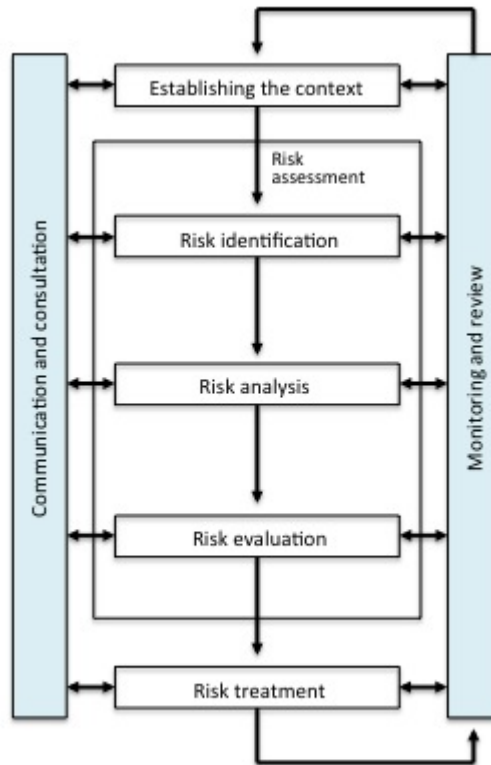 Establishing the context
Risk
assessment
Risk identification
Risk analysis
Risk evaluation
Risk treatment
Communication and consultation
Monitoring and review